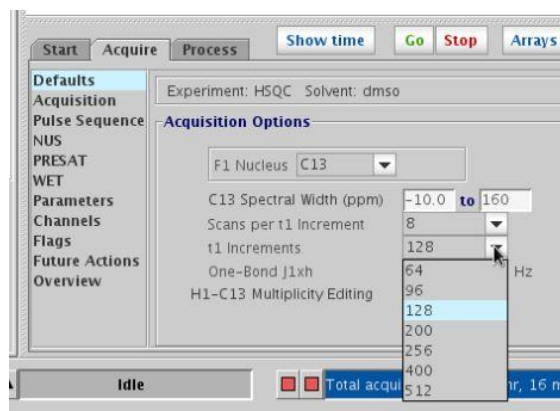 Start Acquire Process Show time Go Stop Arrays
Defaults
Acquisition
Pulse Sequence
NUS
PRESAT
WET
Parameters
Channels
Flags
Future Actions
Overview
Experiment: HSQC Solvent: dmso
Acquisition Options
F1 Nucleus C13
C13 Spectral Width (ppm) -10.0 to 160
Scans per t1 Increment 8
t1 Increments 128
One-Bond J1xh Hz
H1-C13 Multiplicity Editing
64
96
128
200
256
400
512
Idle
Total acqui
hr, 16 m